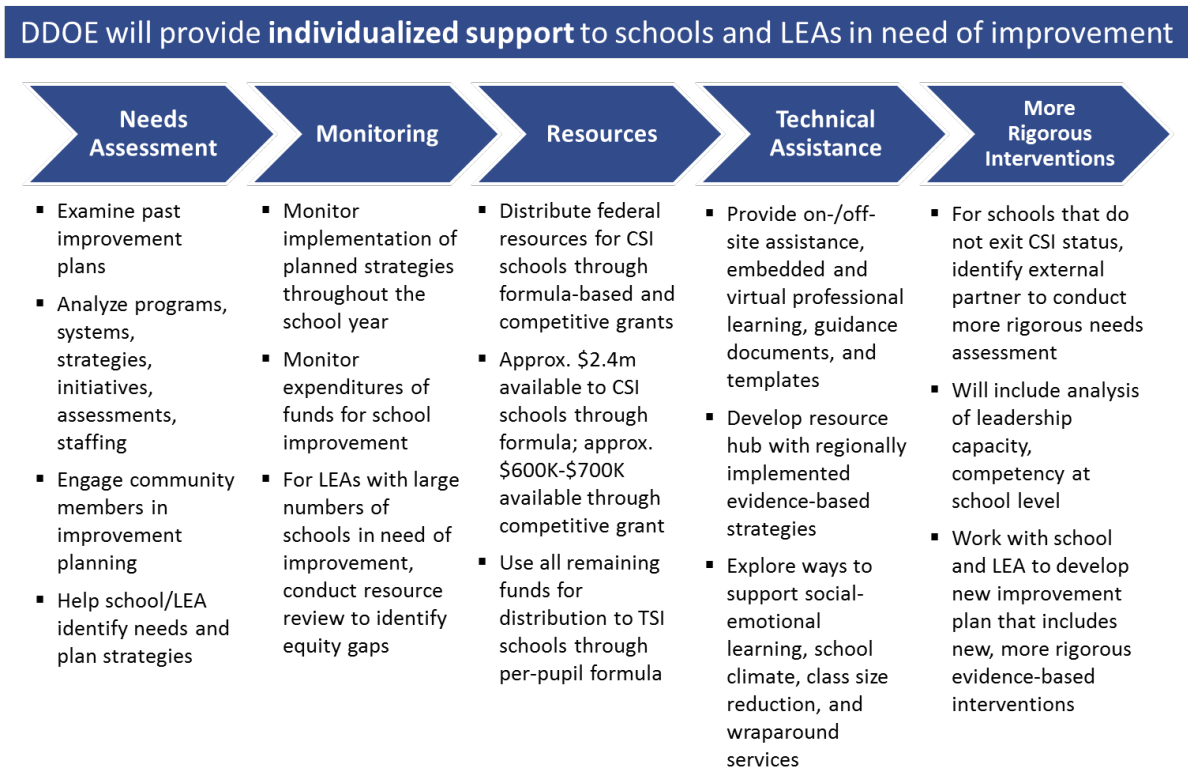 DDOE will provide individualized support to schools and LEAs in need of improvement
Needs
Assessment
▪ Examine past
improvement
plans
▪ Analyze programs,
systems,
strategies,
initiatives,
assessments,
staffing
▪ Engage community
members in
improvement
planning
▪ Help school/LEA
identify needs and
plan strategies
Monitoring
▪ Monitor
implementation of
planned strategies
throughout the
school year
▪ Monitor
expenditures of
funds for school
improvement
▪ For LEAs with large
numbers of
schools in need of
improvement,
conduct resource
review to identify
equity gaps
Resources
▪ Distribute federal
resources for CSI
schools through
formula-based and
competitive grants
▪ Approx. $2.4m
available to CSI
schools through
formula; approx.
$600K-$700K
available through
competitive grant
▪ Use all remaining
funds for
distribution to TSI
schools through
per-pupil formula
Technical
Assistance
▪ Provide on-/off-
site assistance,
embedded and
virtual professional
learning, guidance
documents, and
templates
▪ Develop resource
hub with regionally
implemented
evidence-based
strategies
▪ Explore ways to
support social-
emotional
learning, school
climate, class size
reduction, and
wraparound
services
More
Rigorous
Interventions
▪ For schools that do
not exit CSI status,
identify external
partner to conduct
more rigorous needs
assessment
▪ Will include analysis
of leadership
capacity,
competency at
school level
▪ Work with school
and LEA to develop
new improvement
plan that includes
new, more rigorous
evidence-based
interventions